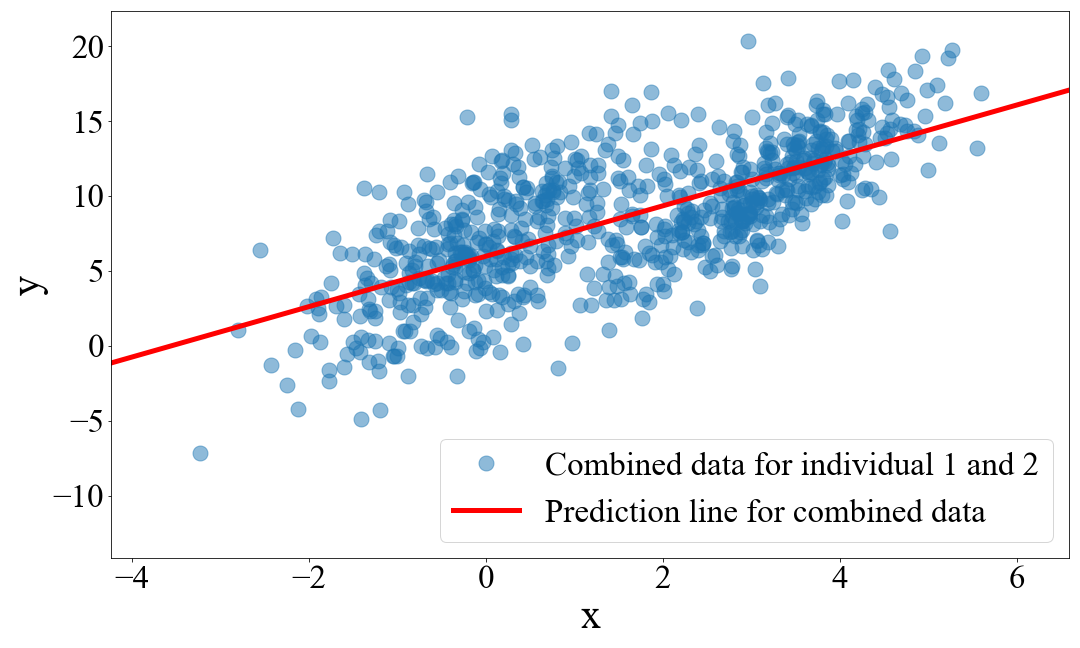 20
15
10
5
0
−5
−10
y
−4 −2 0 2 4 6
x
Combined data for individual 1 and 2
Prediction line for combined data